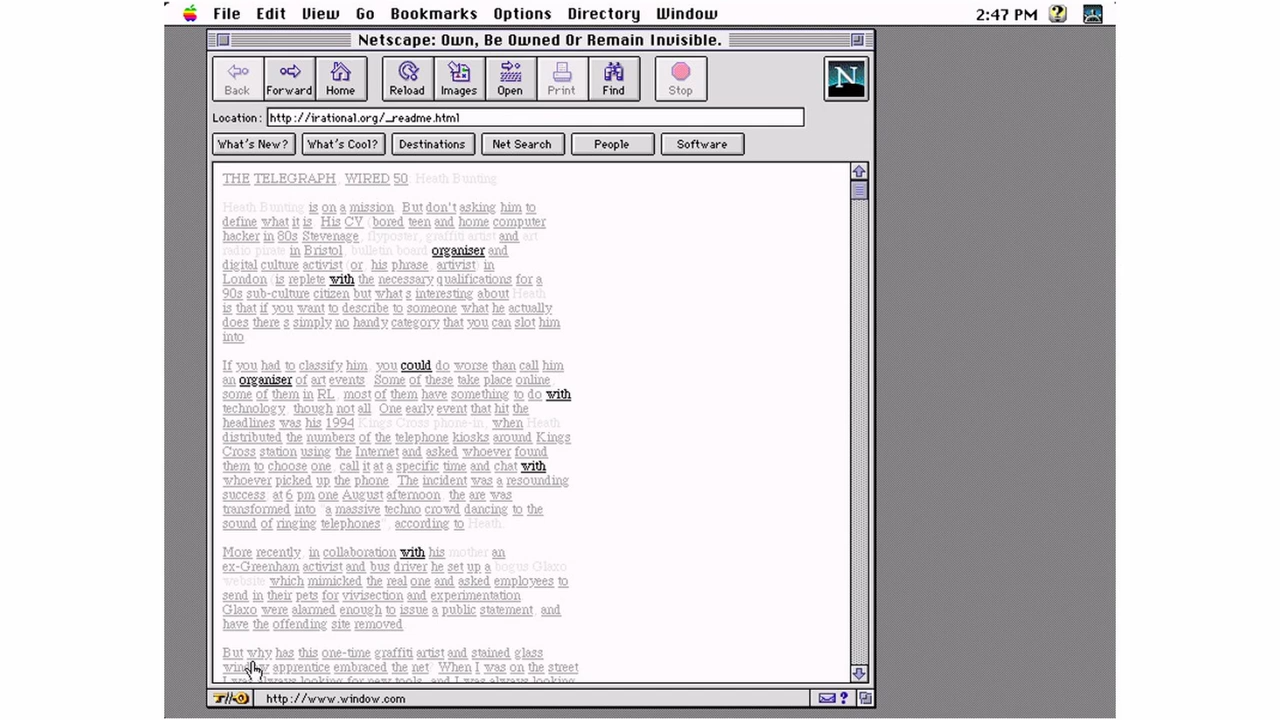 File Edit View Go Bookmarks Options Directory Window 2:47 PM
Netscape: Own, Be Owned Or Remain Invisible.
Back Forward Home Reload Images Open Print Find Stop N
Location: http://irational.org/_readme.html
What's New? What's Cool? Destinations Net Search People Software
THE TELEGRAPH, WIRED 50: Heath Bunting
Heath Bunting is on a mission. But don't asking him to
define what it is. His CV (bored teen and home computer
hacker in 80s Stevenage, flyposter, graffiti artist and art
radio pirate in Bristol, bulletin board organiser and
digital culture activist (or, his phrase, artivist) in
London) is replete with the necessary qualifications for a
90s sub-culture citizen but what s interesting about Heath
is that if you want to describe to someone what he actually
does there s simply no handy category that you can slot him
into.
If you had to classify him, you could do worse than call him
an organiser of art events. Some of these take place online,
some of them in RL, most of them have something to do with
technology, though not all. One early event that hit the
headlines was his 1994 Kings Cross phone-in, when Heath
distributed the numbers of the telephone kiosks around Kings
Cross station using the Internet and asked whoever found
them to choose one, call it at a specific time and chat with
whoever picked up the phone. The incident was a resounding
success, at 6 pm one August afternoon, the are was
transformed into "a massive techno crowd dancing to the
sound of ringing telephones", according to Heath.
More recently, in collaboration with his mother an
ex-Greenham activist and bus driver he set up a bogus Glaxo
website which mimicked the real one and asked employees to
send in their pets for vivisection and experimentation.
Glaxo were alarmed enough to issue a public statement, and
have the offending site removed.
But why has this one-time graffiti artist and stained glass
window apprentice embraced the net. When I was on the street
I was always looking for new tools, and I was always looking
http://www.window.com